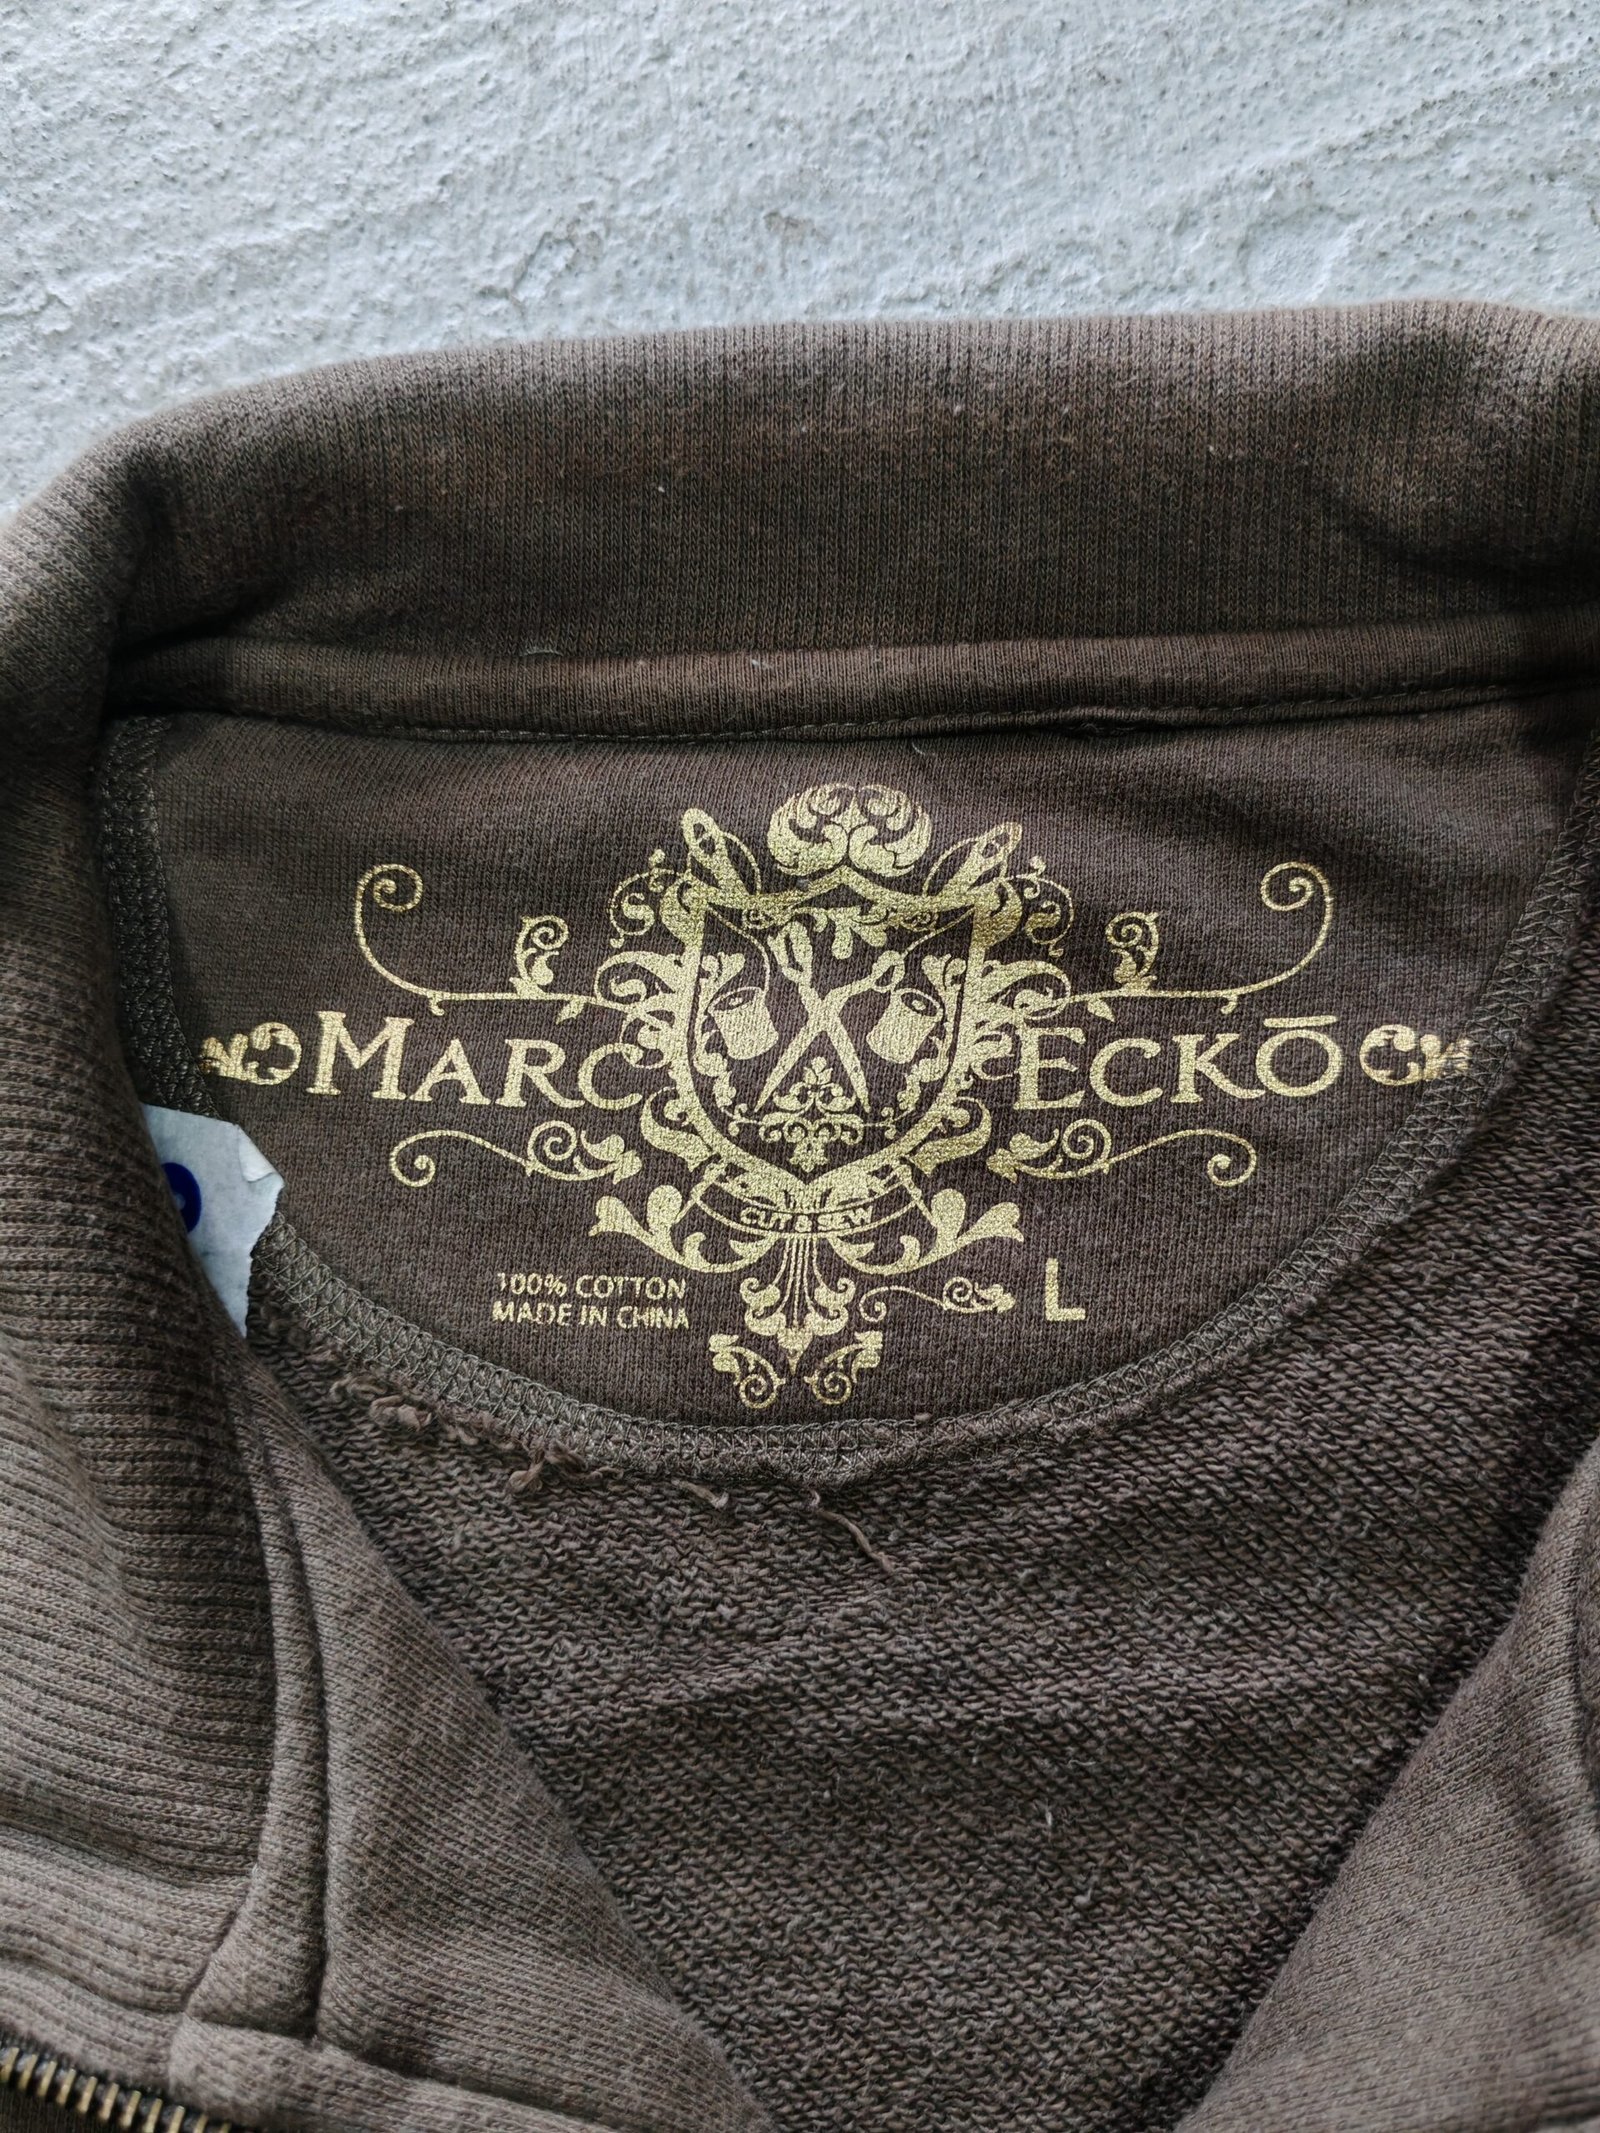 MARC ECKŌ
CUT & SEW
100% COTTON
MADE IN CHINA
L